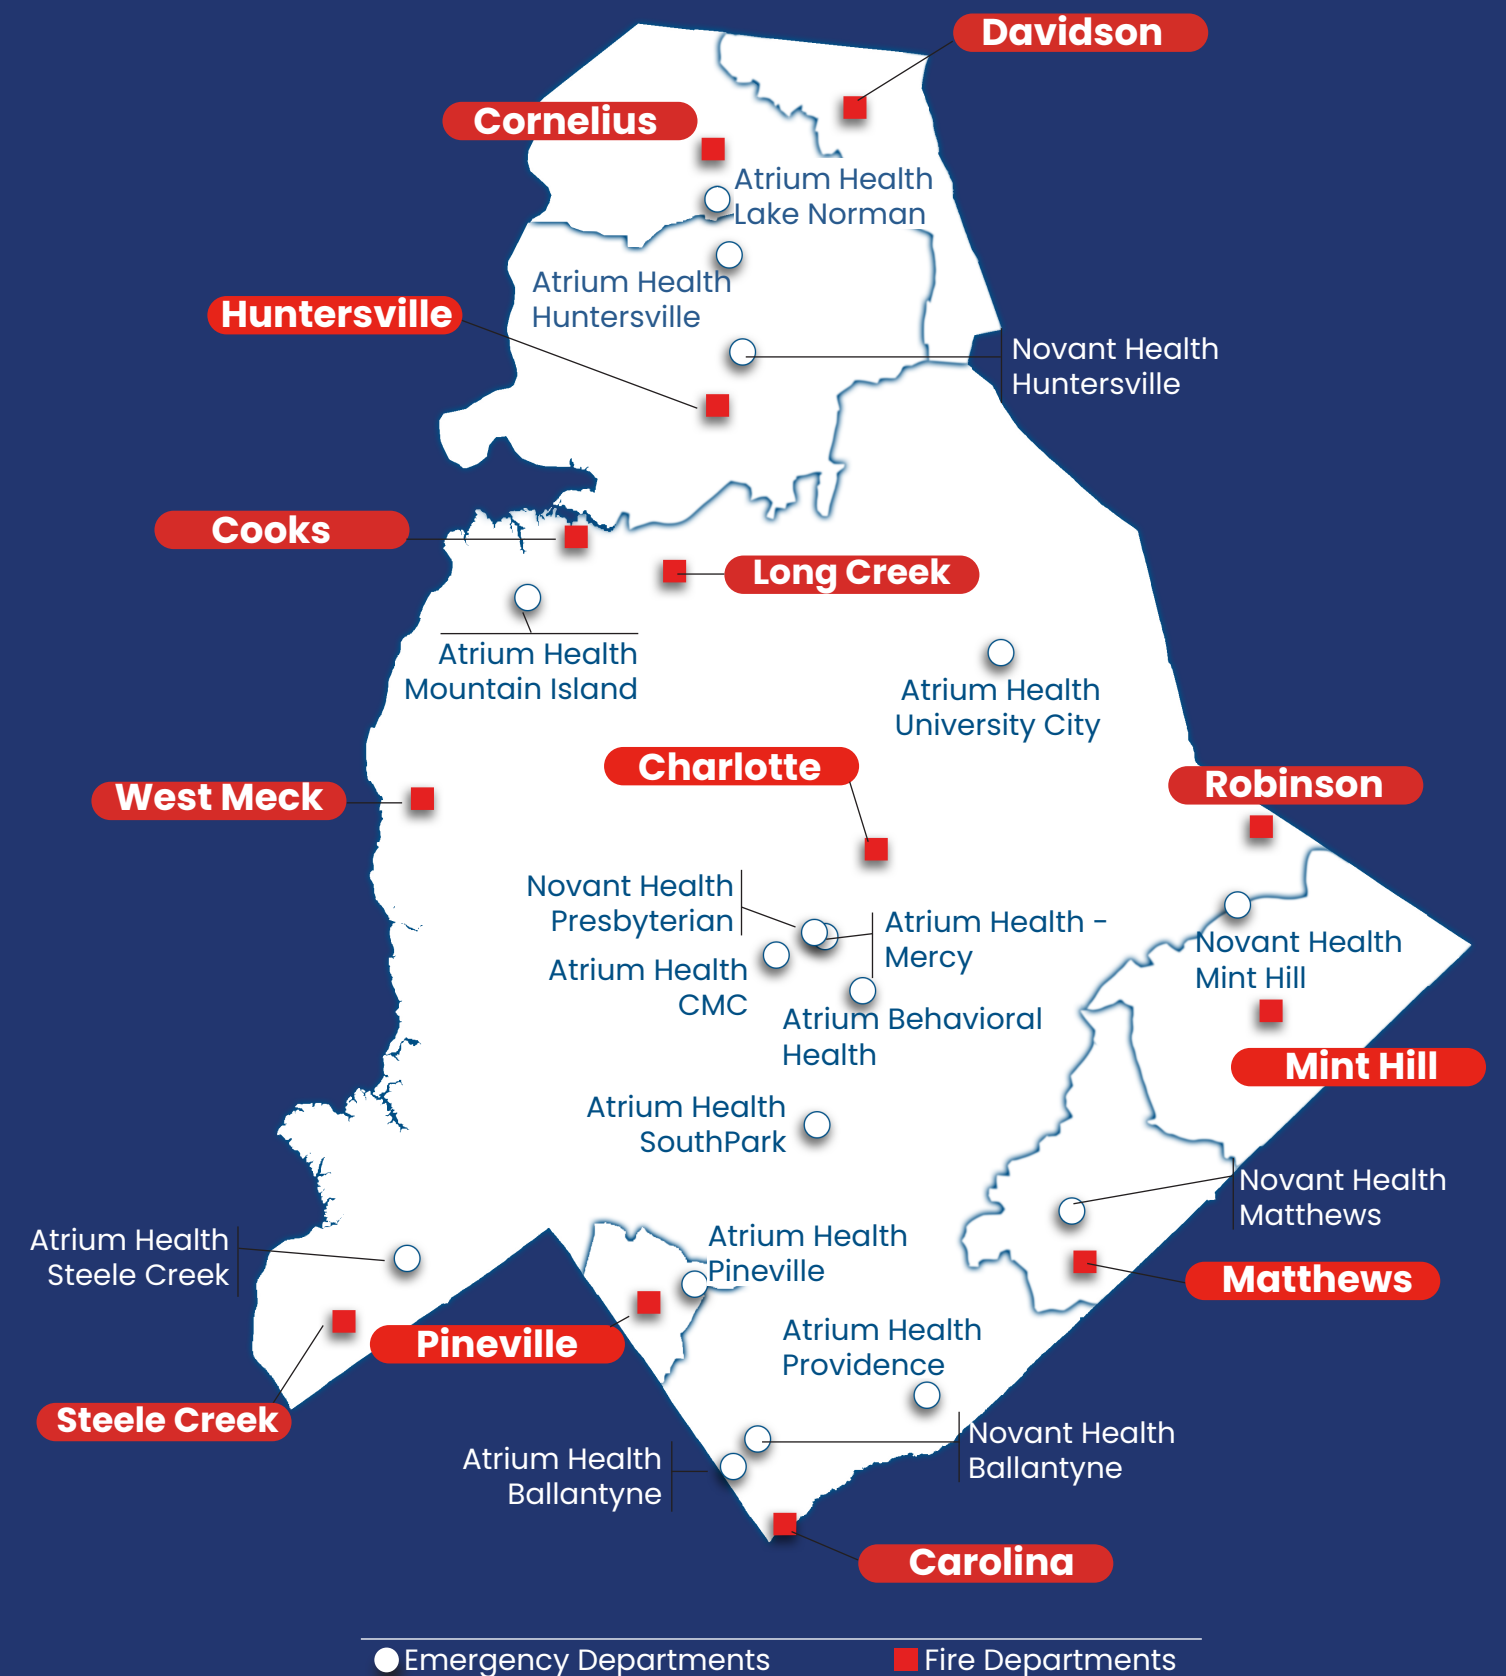 Davidson
Cornelius
Atrium Health
Lake Norman
Atrium Health
Huntersville
Huntersville
Novant Health
Huntersville
Cooks
Long Creek
Atrium Health
Mountain Island
Atrium Health
University City
Charlotte
West Meck
Robinson
Novant Health
Presbyterian
Atrium Health -
Mercy
Atrium Health
CMC
Novant Health
Mint Hill
Atrium Behavioral
Health
Mint Hill
Atrium Health
SouthPark
Novant Health
Matthews
Atrium Health
Steele Creek
Atrium Health
Pineville
Matthews
Pineville
Atrium Health
Providence
Steele Creek
Novant Health
Ballantyne
Atrium Health
Ballantyne
Carolina
Emergency Departments
Fire Departments